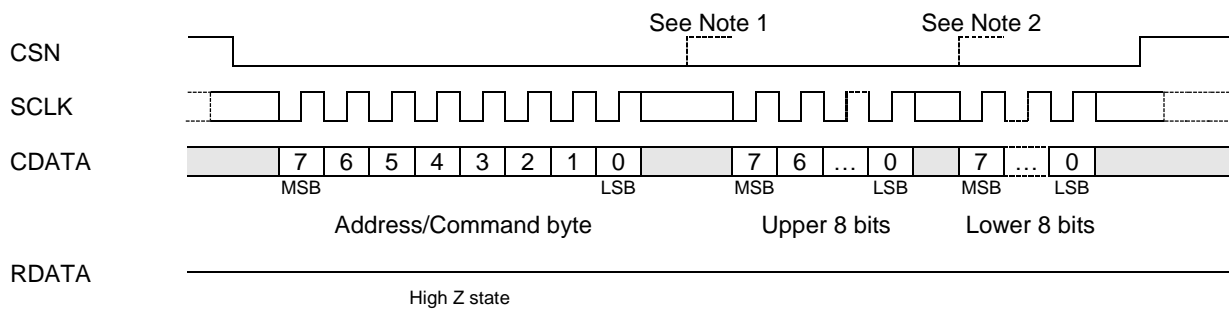 See Note 1 See Note 2
CSN
SCLK
CDATA 7 6 5 4 3 2 1 0 7 6 … 0 7 … 0
MSB LSB MSB LSB MSB LSB
Address/Command byte Upper 8 bits Lower 8 bits
RDATA
High Z state